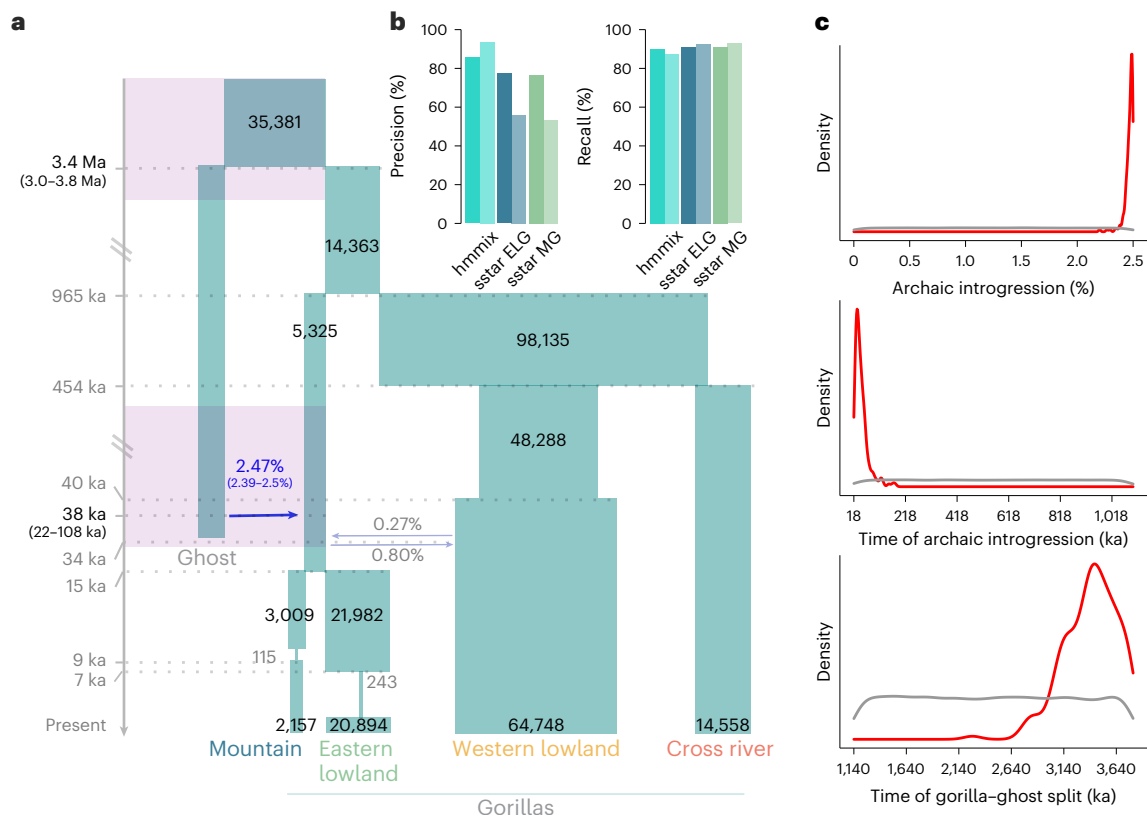 a
35,381
3.4 Ma
(3.0–3.8 Ma)
14,363
965 ka
5,325
98,135
454 ka
48,288
2.47%
(2.39–2.5%)
40 ka
38 ka
(22–108 ka)
0.27%
0.80%
Ghost
34 ka
15 ka
3,009
21,982
115
9 ka
7 ka
243
Present
2,157
20,894
64,748
14,558
Mountain
Eastern
lowland
Western lowland
Cross river
Gorillas
b
Precision (%)
100
80
60
40
20
0
hmmix
sstar ELG
sstar MG
Recall (%)
100
80
60
40
20
0
hmmix
sstar ELG
sstar MG
c
Density
0 0.5 1.0 1.5 2.0 2.5
Archaic introgression (%)
Density
18 218 418 618 818 1,018
Time of archaic introgression (ka)
Density
1,140 1,640 2,140 2,640 3,140 3,640
Time of gorilla–ghost split (ka)